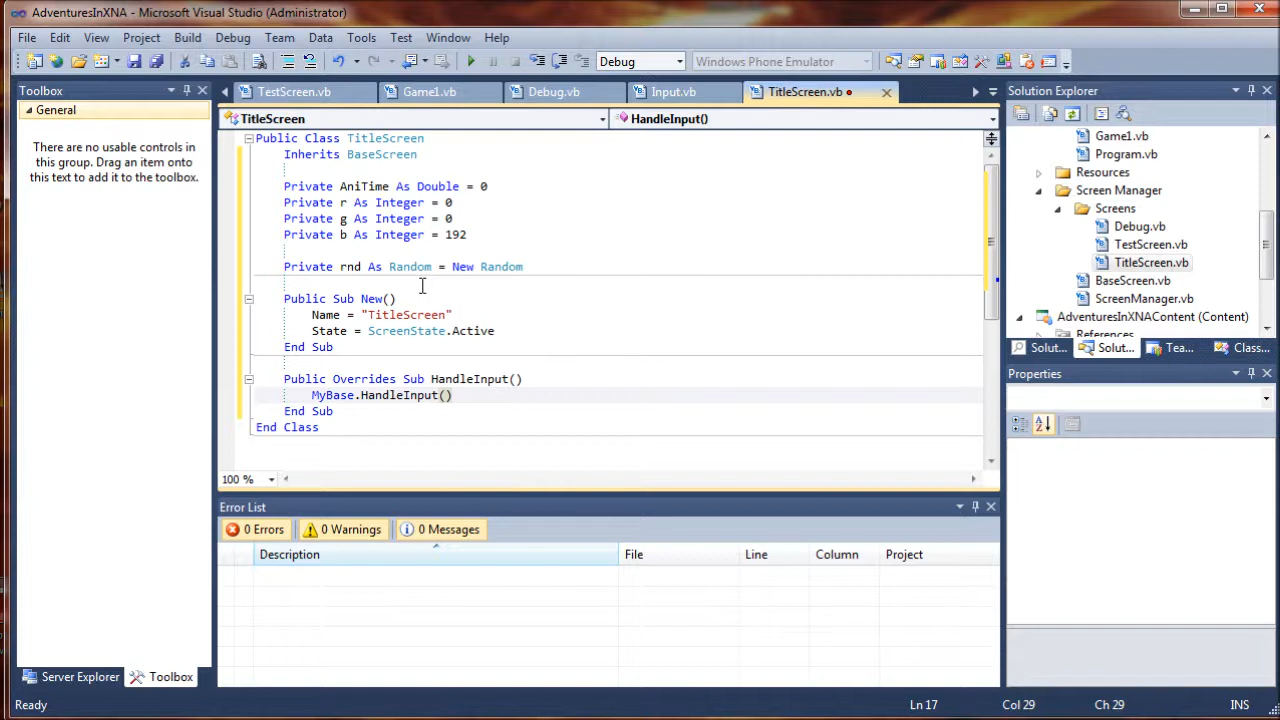 AdventuresInXNA - Microsoft Visual Studio (Administrator)
File Edit View Project Build Debug Team Data Tools Test Window Help
Debug Windows Phone Emulator
Toolbox
General
There are no usable controls in
this group. Drag an item onto
this text to add it to the toolbox.
Server Explorer Toolbox
TestScreen.vb Game1.vb Debug.vb Input.vb TitleScreen.vb
TitleScreen HandleInput()
Public Class TitleScreen
Inherits BaseScreen
Private AniTime As Double = 0
Private r As Integer = 0
Private g As Integer = 0
Private b As Integer = 192
Private rnd As Random = New Random
Public Sub New()
Name = "TitleScreen"
State = ScreenState.Active
End Sub
Public Overrides Sub HandleInput()
MyBase.HandleInput()
End Sub
End Class
100 %
Error List
0 Errors 0 Warnings 0 Messages
Description File Line Column Project
Solution Explorer
Game1.vb
Program.vb
Resources
Screen Manager
Screens
Debug.vb
TestScreen.vb
TitleScreen.vb
BaseScreen.vb
ScreenManager.vb
AdventuresInXNAContent (Content)
References
Solut... Solut... Tea... Class...
Properties
Ready Ln 17 Col 29 Ch 29 INS